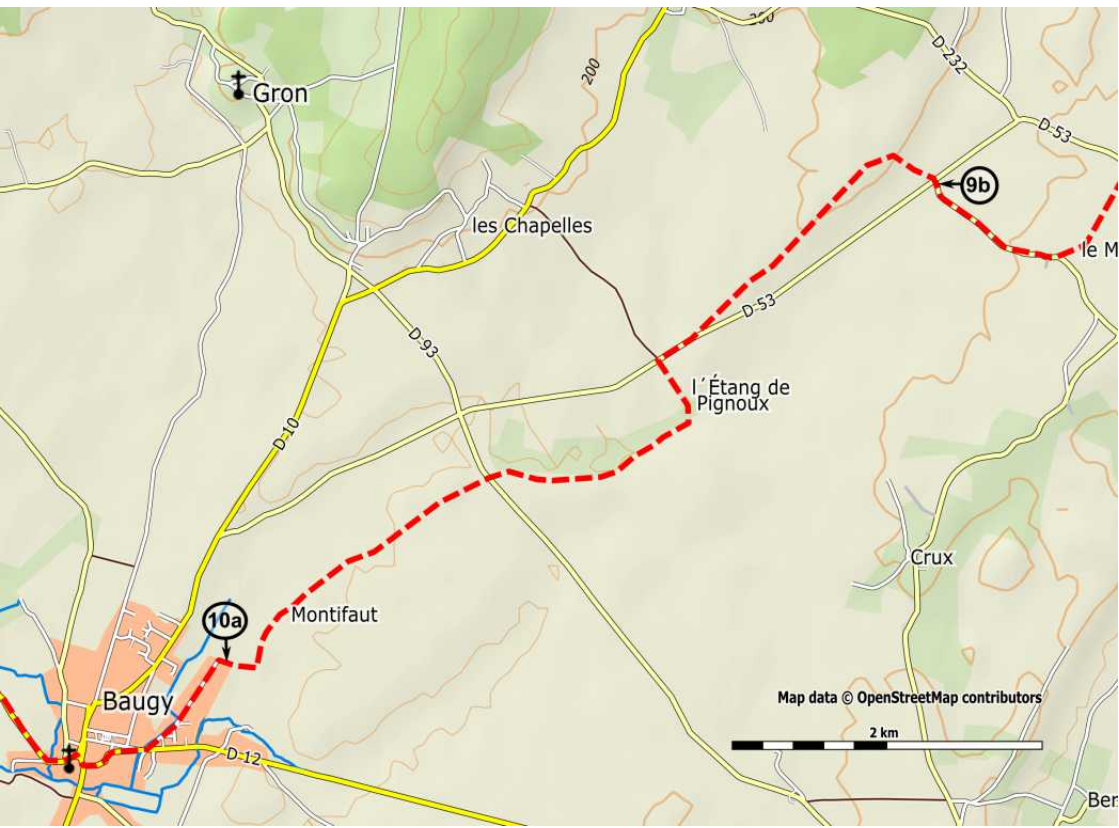 200
D-232
200
D-53
Gron
9b
les Chapelles
le M
D-53
D-93
l´Étang de
Pignoux
D-10
Crux
10a
Montifaut
Baugy
Map data © OpenStreetMap contributors
2 km
D-12
Ber